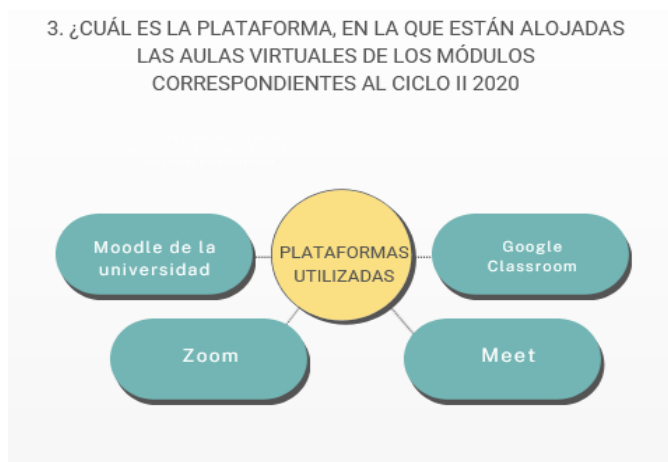 3. ¿CUÁL ES LA PLATAFORMA, EN LA QUE ESTÁN ALOJADAS
LAS AULAS VIRTUALES DE LOS MÓDULOS
CORRESPONDIENTES AL CICLO II 2020
Moodle de la
universidad
PLATAFORMAS
UTILIZADAS
Google
Classroom
Zoom
Meet